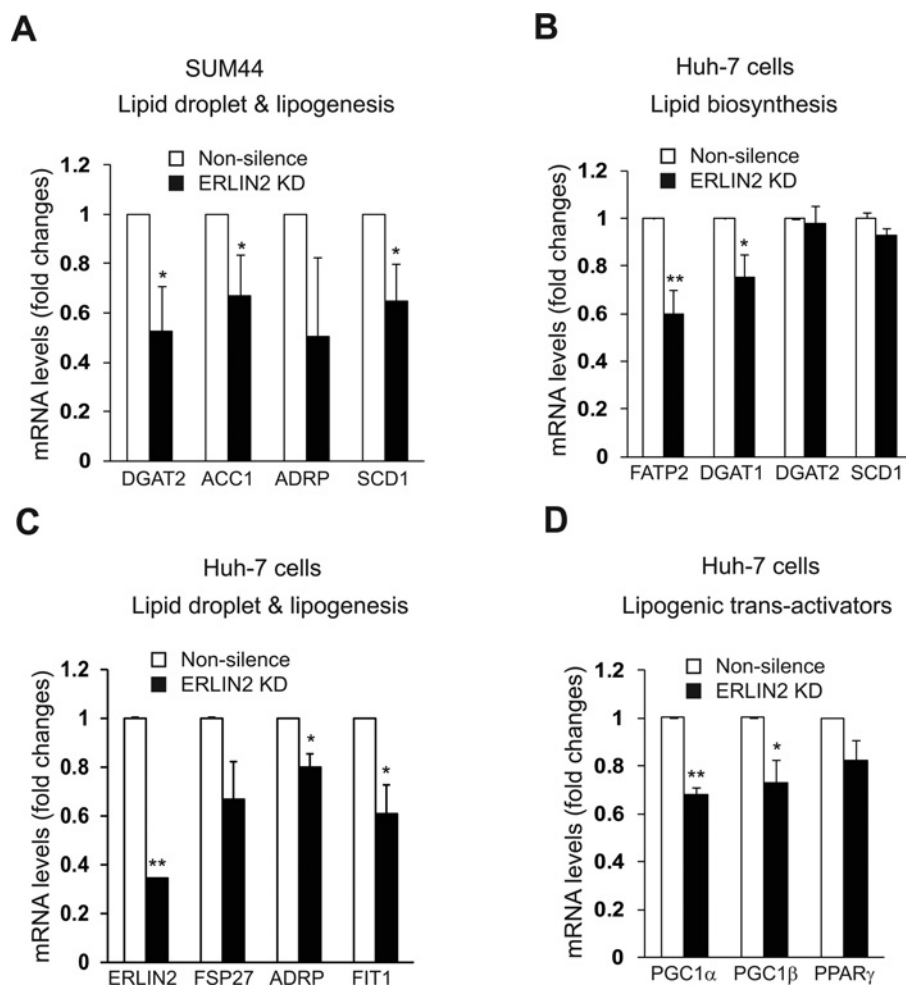 A
SUM44
Lipid droplet & lipogenesis
Non-silence
ERLIN2 KD
mRNA levels (fold changes)
1.2
1
0.8
0.6
0.4
0.2
0
*
*
*
DGAT2 ACC1 ADRP SCD1
B
Huh-7 cells
Lipid biosynthesis
Non-silence
ERLIN2 KD
mRNA levels (fold changes)
1.2
1
0.8
0.6
0.4
0.2
0
**
*
FATP2 DGAT1 DGAT2 SCD1
C
Huh-7 cells
Lipid droplet & lipogenesis
Non-silence
ERLIN2 KD
mRNA levels (fold changes)
1.2
1
0.8
0.6
0.4
0.2
0
**
*
*
ERLIN2 FSP27 ADRP FIT1
D
Huh-7 cells
Lipogenic trans-activators
Non-silence
ERLIN2 KD
mRNA levels (fold changes)
1.2
1
0.8
0.6
0.4
0.2
0
**
*
PGC1α PGC1β PPARγ